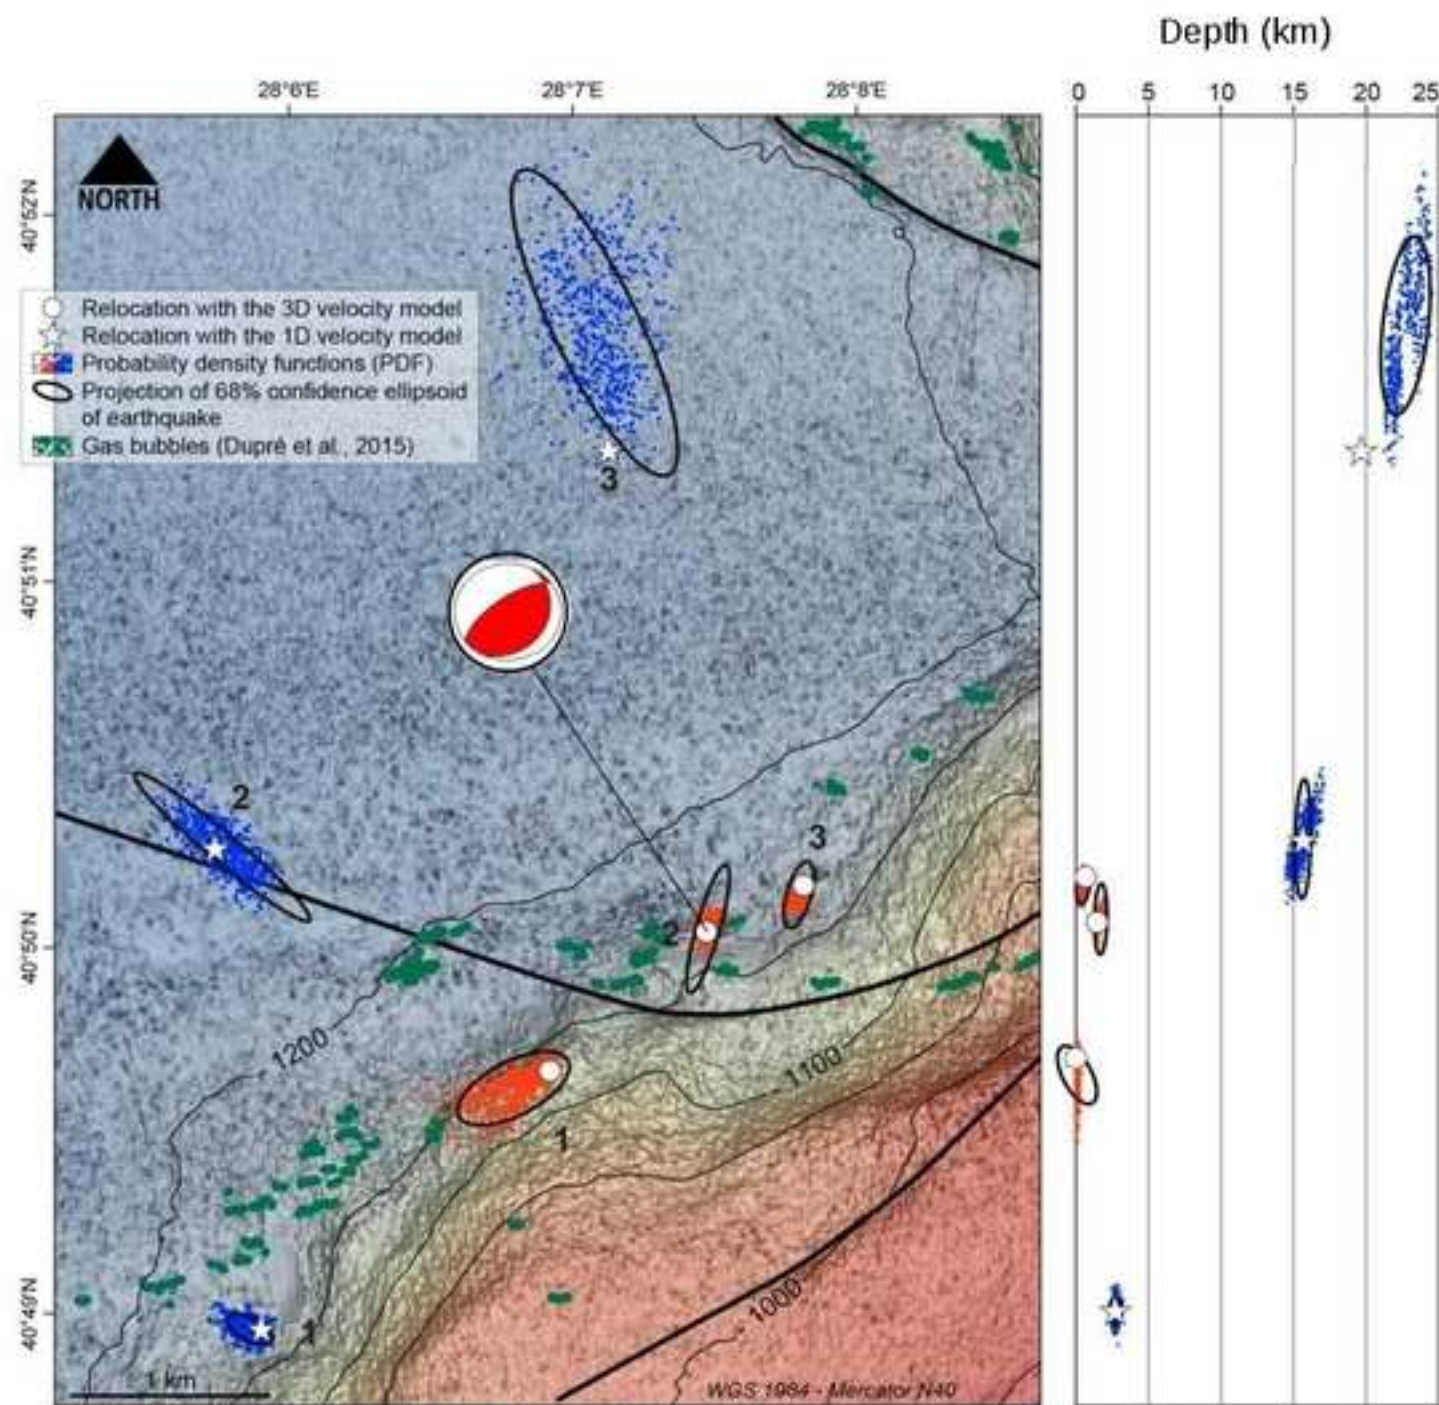 Depth (km)
28°6'E 28°7'E 28°8'E
0 5 10 15 20 25
NORTH
40°52'N
Relocation with the 3D velocity model
Relocation with the 1D velocity model
Probability density functions (PDF)
Projection of 68% confidence ellipsoid
of earthquake
Gas bubbles (Dupré et al., 2015)
3
40°51'N
2
3
2
40°50'N
1200
1100
1
40°49'N
1
1000
1 km
WGS 1984 - Mercator N40